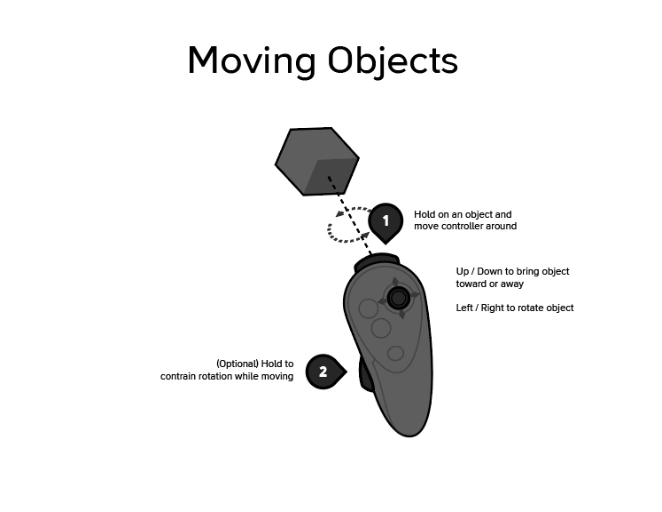 Moving Objects
1
Hold on an object and
move controller around
Up / Down to bring object
toward or away
Left / Right to rotate object
(Optional) Hold to
contrain rotation while moving
2